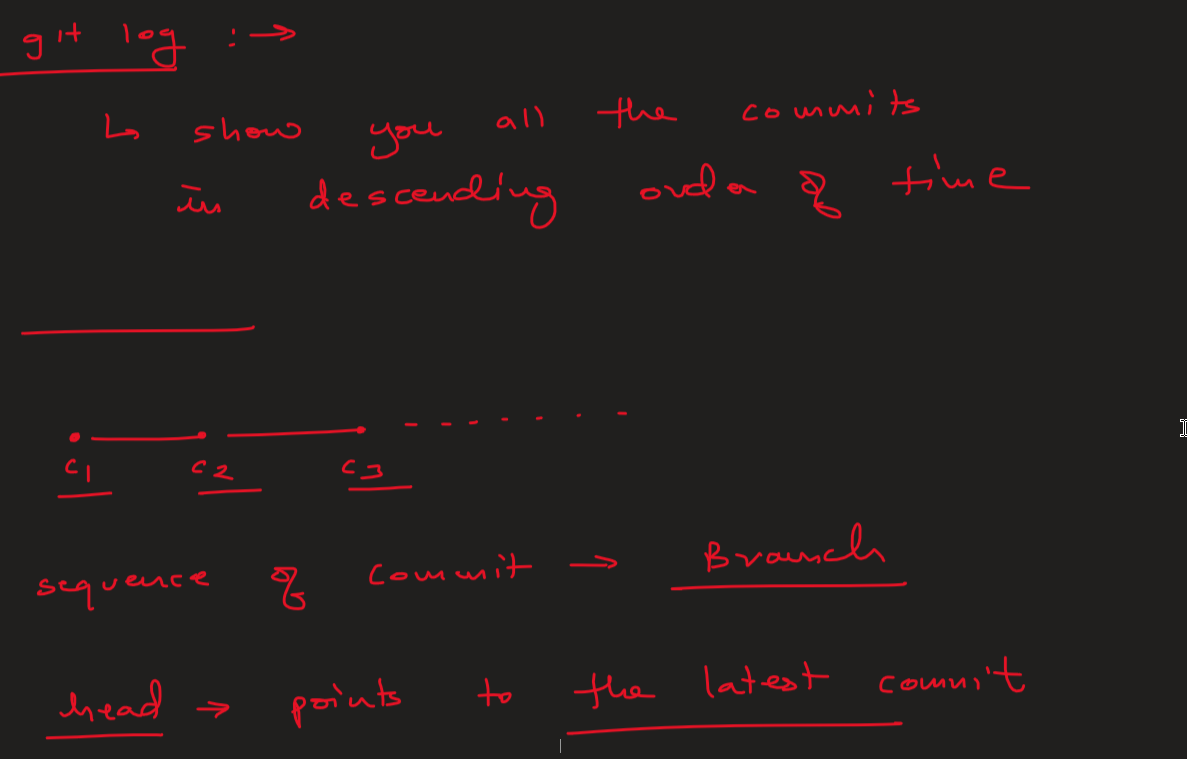 git log :→
↳ show you all the commits
in descending order of time
c1 c2 c3
sequence of commit → Branch
head → points to the latest commit